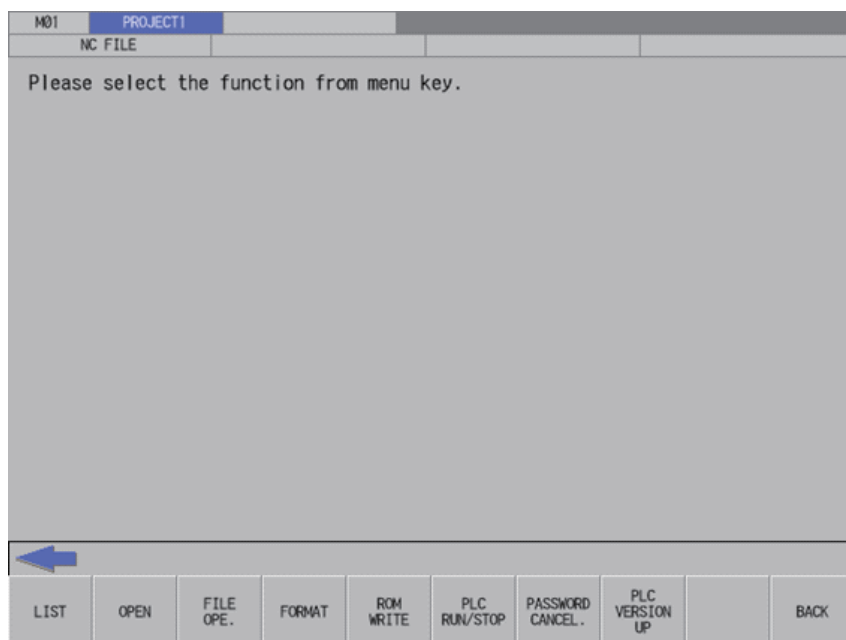 MØ1 PROJECT1
NC FILE
Please select the function from menu key.
LIST
OPEN
FILE
OPE.
FORMAT
ROM
WRITE
PLC
RUN/STOP
PASSWORD
CANCEL.
PLC
VERSION
UP
BACK